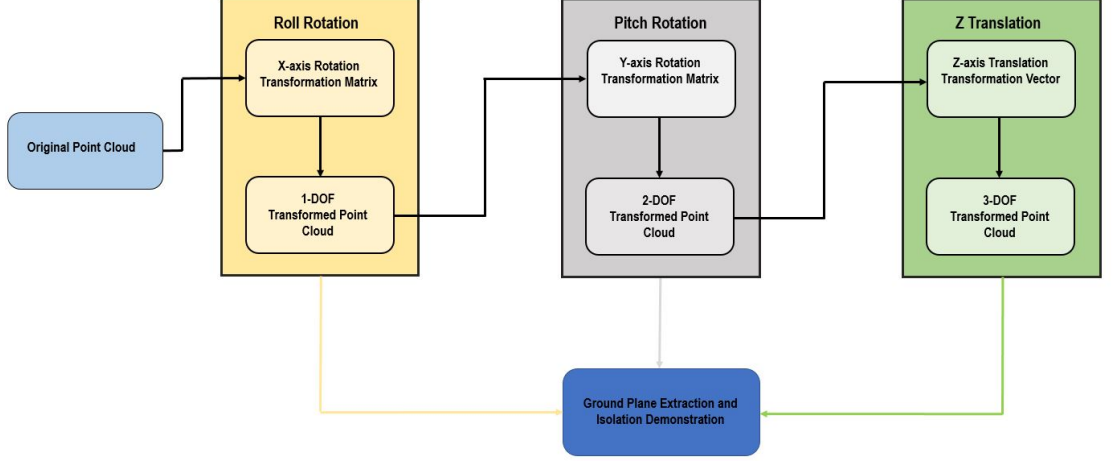 Roll Rotation
X-axis Rotation
Transformation Matrix
1-DOF
Transformed Point
Cloud
Pitch Rotation
Y-axis Rotation
Transformation Matrix
2-DOF
Transformed Point
Cloud
Z Translation
Z-axis Translation
Transformation Vector
3-DOF
Transformed Point
Cloud
Original Point Cloud
Ground Plane Extraction and
Isolation Demonstration